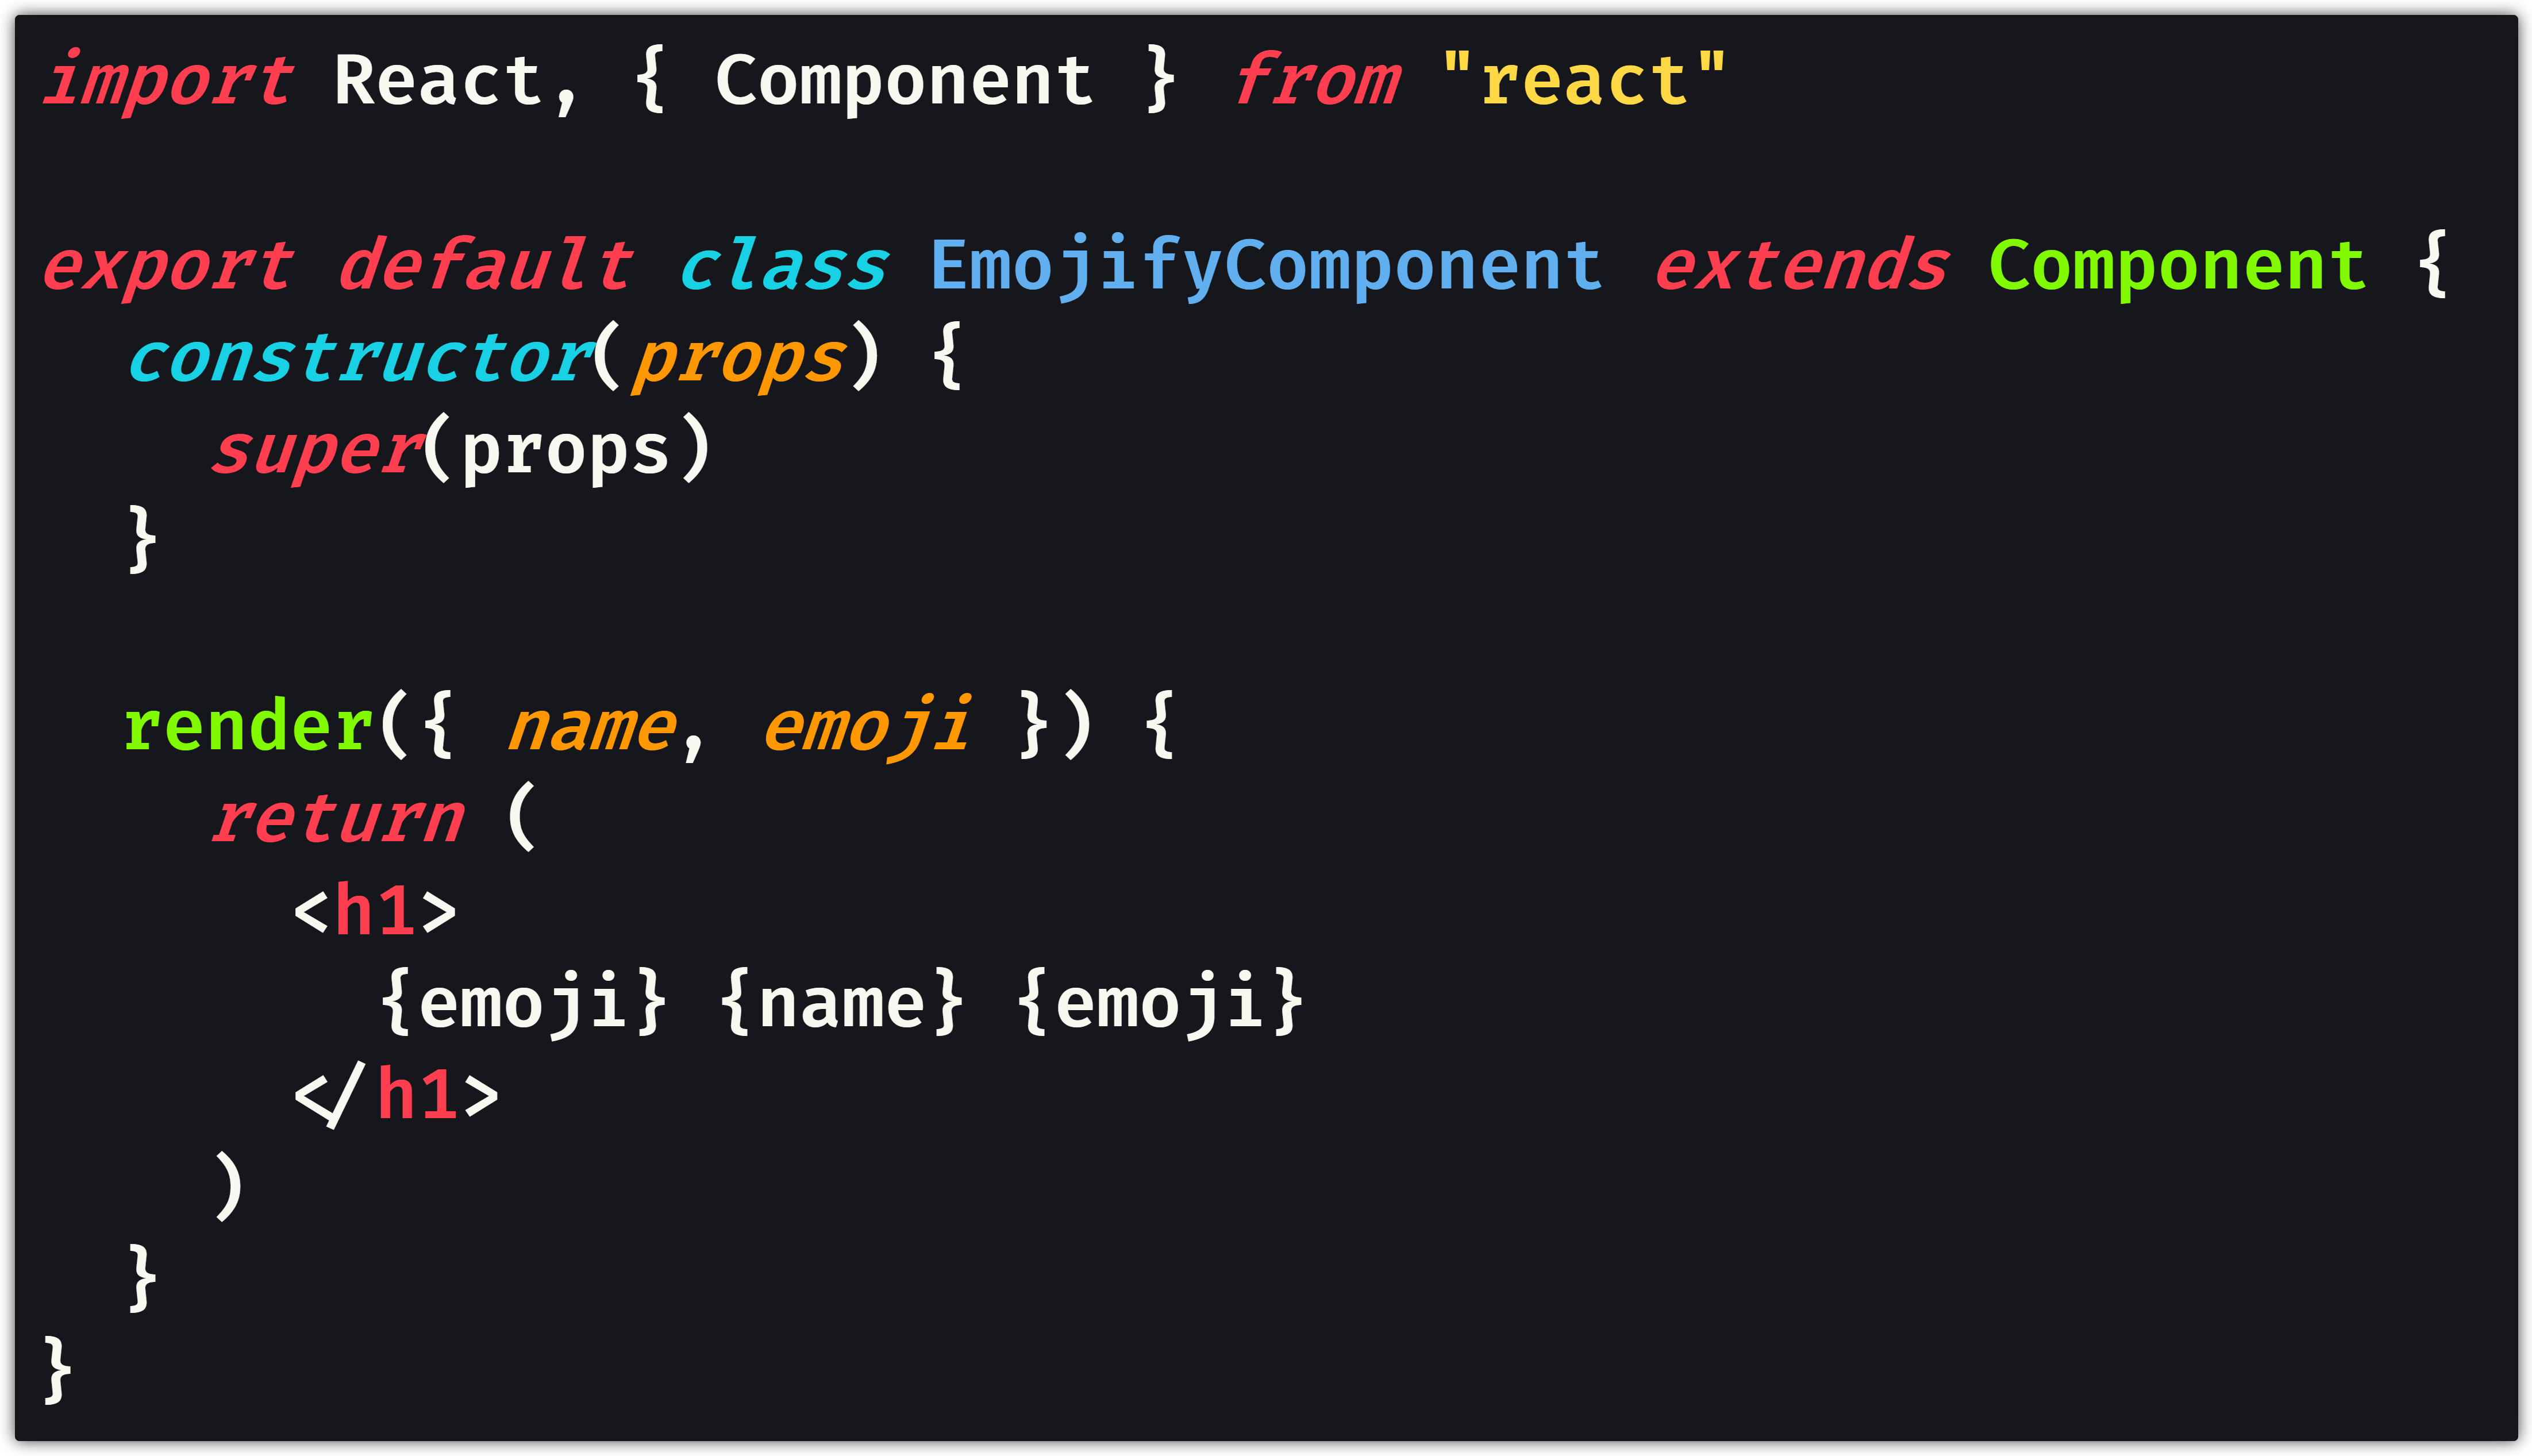 import React, { Component } from "react"
export default class EmojifyComponent extends Component {
constructor(props) {
super(props)
}
render({ name, emoji }) {
return (
<h1>
{emoji} {name} {emoji}
</h1>
)
}
}